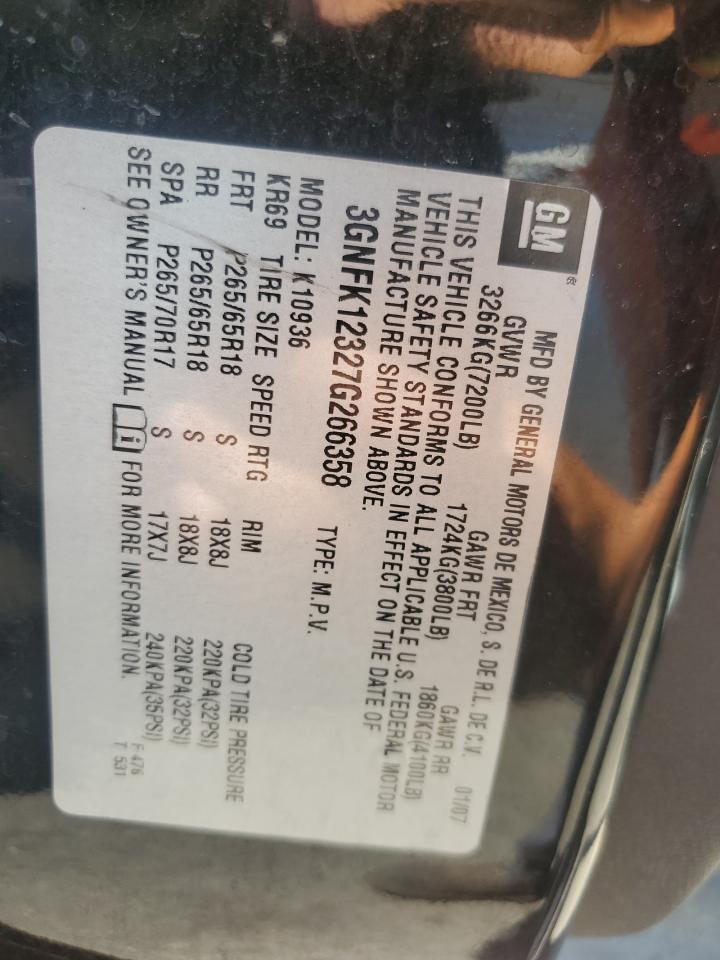 GM®
MFD BY GENERAL MOTORS DE MEXICO, S. DE R.L. DE C.V. 01/07
GVWR GAWR FRT GAWR RR
3266KG(7200LB) 1724KG(3800LB) 1860KG(4100LB)
THIS VEHICLE CONFORMS TO ALL APPLICABLE U.S. FEDERAL MOTOR
VEHICLE SAFETY STANDARDS IN EFFECT ON THE DATE OF
MANUFACTURE SHOWN ABOVE.
3GNFK12327G266358 TYPE: M.P.V.
MODEL: K10936
KR69 TIRE SIZE SPEED RTG RIM COLD TIRE PRESSURE
FRT P265/65R18 S 18X8J 220KPA(32PSI)
RR P265/65R18 S 18X8J 220KPA(32PSI)
SPA P265/70R17 S 17X7J 240KPA(35PSI)
SEE OWNER'S MANUAL FOR MORE INFORMATION.
F 476
T 531